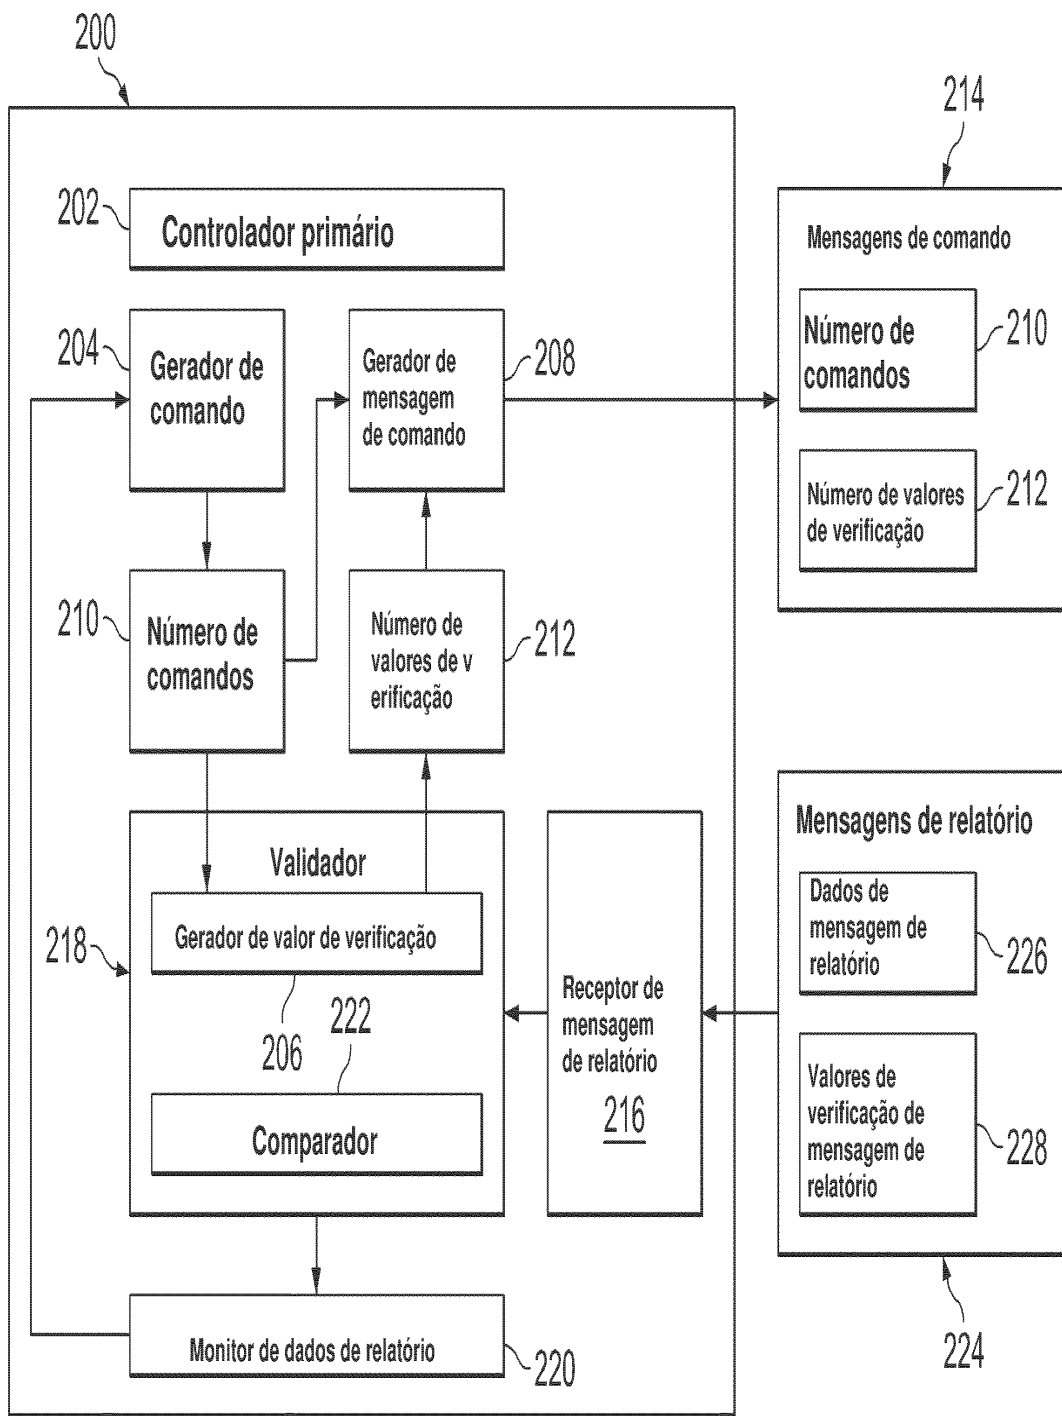 200
214
202
Controlador primário
Mensagens de comando
Número de
comandos
210
204
Gerador de
comando
Gerador de
mensagem
de comando
208
Número de valores
de verificação
212
210
Número de
comandos
Número de
valores de v
erificação
212
Mensagens de relatório
Validador
Gerador de valor de verificação
218
206
222
Comparador
Receptor de
mensagem
de relatório
216
Dados de
mensagem de
relatório
226
Valores de
verificação de
mensagem de
relatório
228
Monitor de dados de relatório
220
224